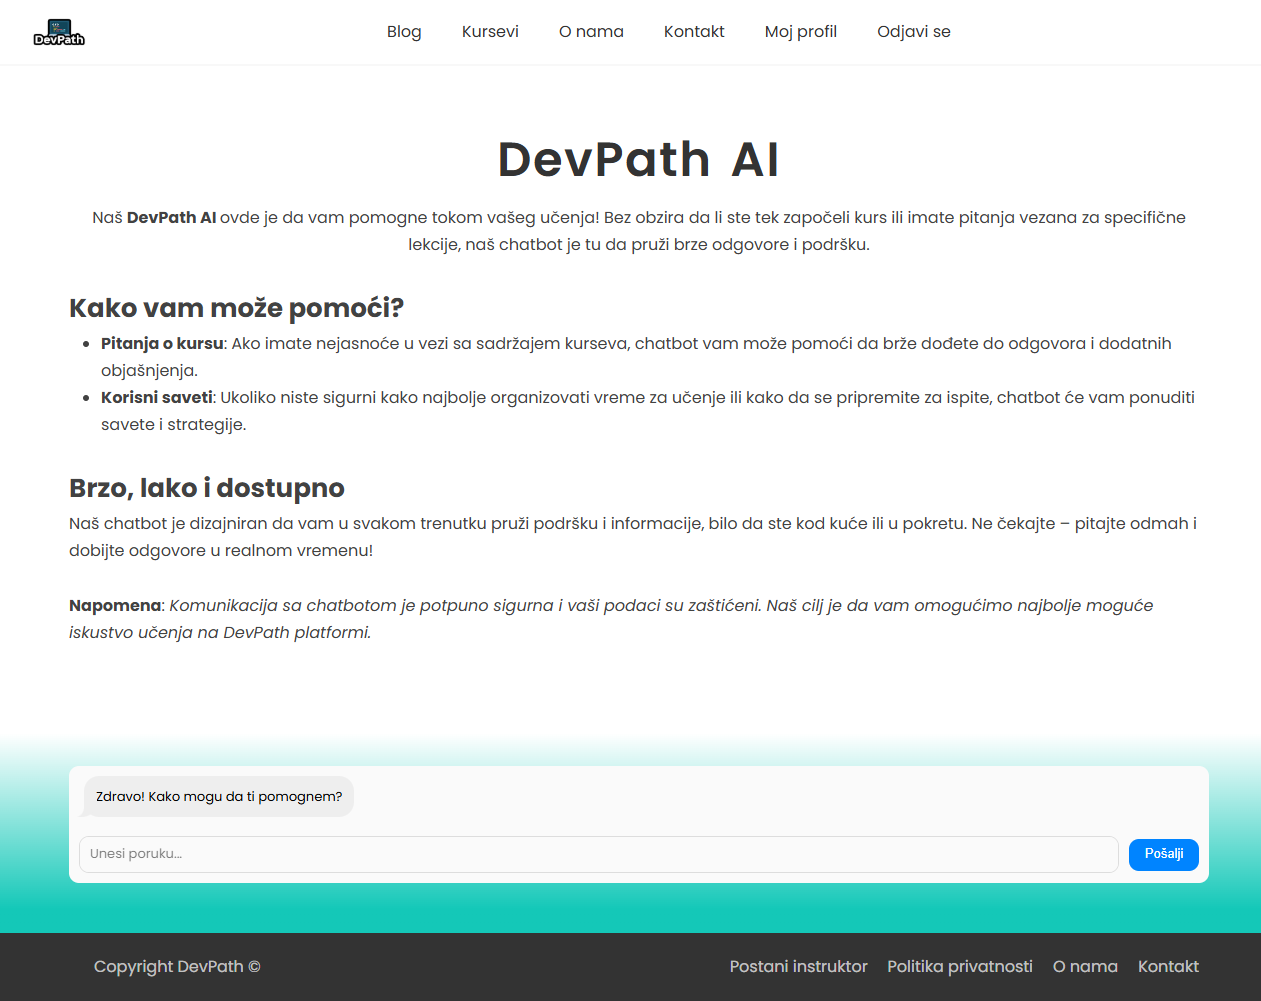 DevPath
Blog Kursevi O nama Kontakt Moj profil Odjavi se
DevPath AI
Naš DevPath AI ovde je da vam pomogne tokom vašeg učenja! Bez obzira da li ste tek započeli kurs ili imate pitanja vezana za specifične
lekcije, naš chatbot je tu da pruži brze odgovore i podršku.
Kako vam može pomoći?
Pitanja o kursu: Ako imate nejasnoće u vezi sa sadržajem kurseva, chatbot vam može pomoći da brže dođete do odgovora i dodatnih
objašnjenja.
Korisni saveti: Ukoliko niste sigurni kako najbolje organizovati vreme za učenje ili kako da se pripremite za ispite, chatbot će vam ponuditi
savete i strategije.
Brzo, lako i dostupno
Naš chatbot je dizajniran da vam u svakom trenutku pruži podršku i informacije, bilo da ste kod kuće ili u pokretu. Ne čekajte – pitajte odmah i
dobijte odgovore u realnom vremenu!
Napomena: Komunikacija sa chatbotom je potpuno sigurna i vaši podaci su zaštićeni. Naš cilj je da vam omogućimo najbolje moguće
iskustvo učenja na DevPath platformi.
Zdravo! Kako mogu da ti pomognem?
Unesi poruku...
Pošalji
Copyright DevPath © Postani instruktor Politika privatnosti O nama Kontakt